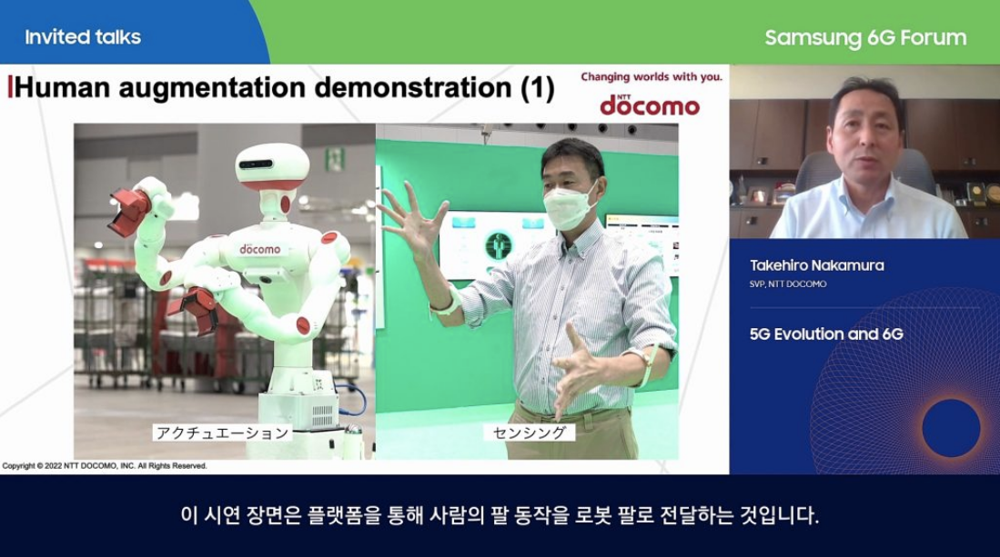 Invited talks
Samsung 6G Forum
Human augmentation demonstration (1)
Changing worlds with you.
NTT
döcomo
döcomo
アクチュエーション
センシング
Copyright © 2022 NTT DOCOMO, INC. All Rights Reserved.
Takehiro Nakamura
SVP, NTT DOCOMO
5G Evolution and 6G
이 시연 장면은 플랫폼을 통해 사람의 팔 동작을 로봇 팔로 전달하는 것입니다.